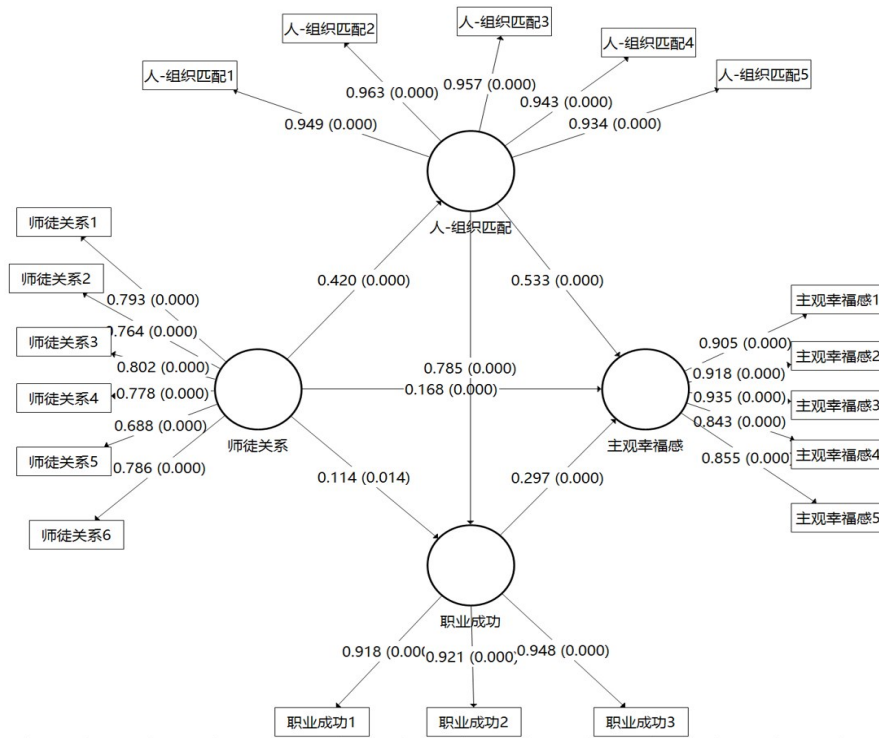 人-组织匹配2
人-组织匹配3
人-组织匹配4
人-组织匹配1
人-组织匹配5
0.949 (0.000)
0.963 (0.000)
0.957 (0.000)
0.943 (0.000)
0.934 (0.000)
人-组织匹配
师徒关系1
师徒关系2
师徒关系3
师徒关系4
师徒关系5
师徒关系6
0.793 (0.000)
0.764 (0.000)
0.802 (0.000)
0.778 (0.000)
0.688 (0.000)
0.786 (0.000)
师徒关系
0.420 (0.000)
0.533 (0.000)
0.785 (0.000)
0.168 (0.000)
0.114 (0.014)
0.297 (0.000)
主观幸福感
0.905 (0.000)
0.918 (0.000)
0.935 (0.000)
0.843 (0.000)
0.855 (0.000)
主观幸福感1
主观幸福感2
主观幸福感3
主观幸福感4
主观幸福感5
职业成功
0.918 (0.000)
0.921 (0.000)
0.948 (0.000)
职业成功1
职业成功2
职业成功3